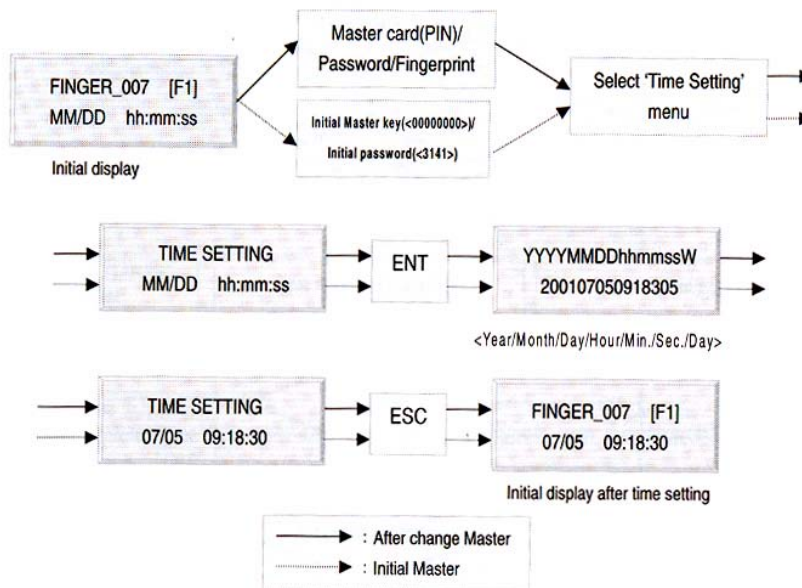 Master card(PIN)/
Password/Fingerprint
FINGER_007 [F1]
MM/DD hh:mm:ss
Initial display
Initial Master key(<00000000>)/
Initial password(<3141>)
Select 'Time Setting'
menu
TIME SETTING
MM/DD hh:mm:ss
ENT
YYYYMMDDhhmmssW
200107050918305
<Year/Month/Day/Hour/Min./Sec./Day>
TIME SETTING
07/05 09:18:30
ESC
FINGER_007 [F1]
07/05 09:18:30
Initial display after time setting
: After change Master
: Initial Master